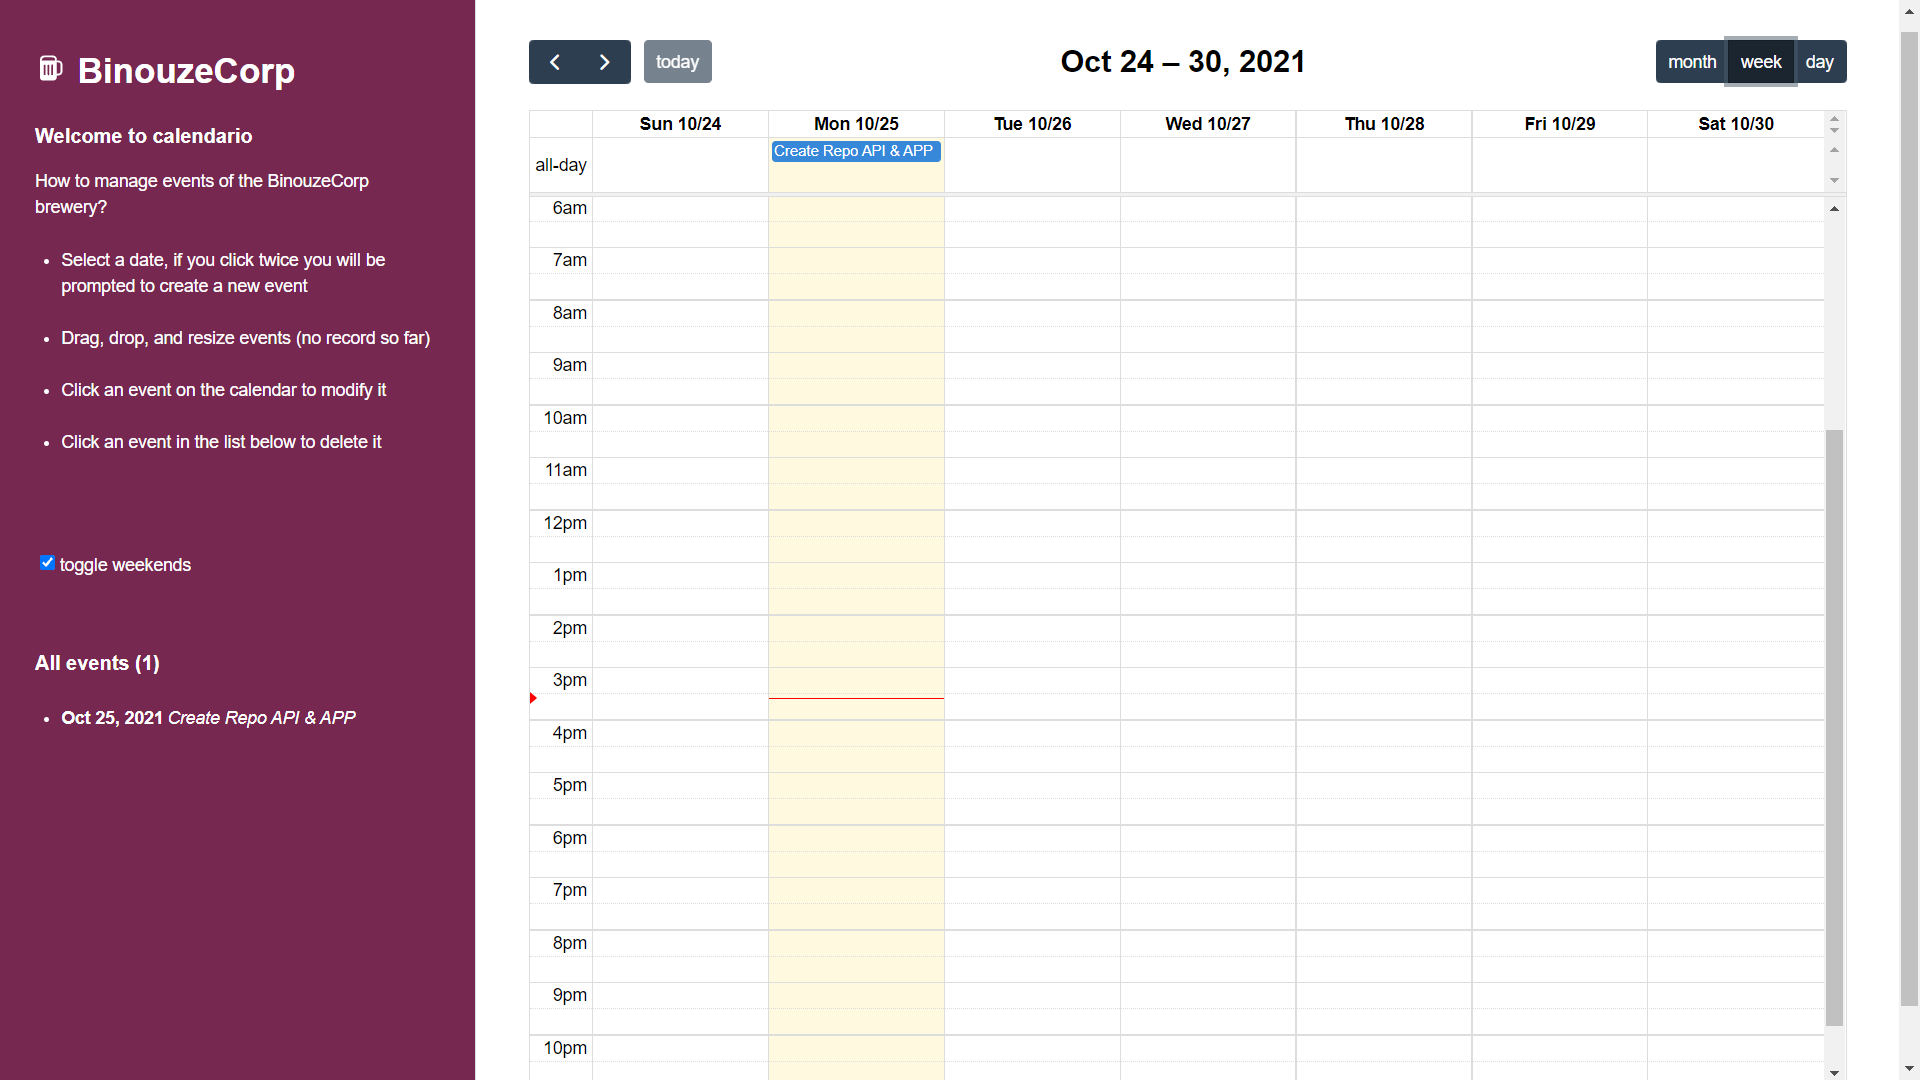 BinouzeCorp
Welcome to calendario
How to manage events of the BinouzeCorp
brewery?
Select a date, if you click twice you will be
prompted to create a new event
Drag, drop, and resize events (no record so far)
Click an event on the calendar to modify it
Click an event in the list below to delete it
toggle weekends
All events (1)
Oct 25, 2021 Create Repo API & APP
today
Oct 24 – 30, 2021
month week day
Sun 10/24 Mon 10/25 Tue 10/26 Wed 10/27 Thu 10/28 Fri 10/29 Sat 10/30
Create Repo API & APP
all-day
6am
7am
8am
9am
10am
11am
12pm
1pm
2pm
3pm
4pm
5pm
6pm
7pm
8pm
9pm
10pm